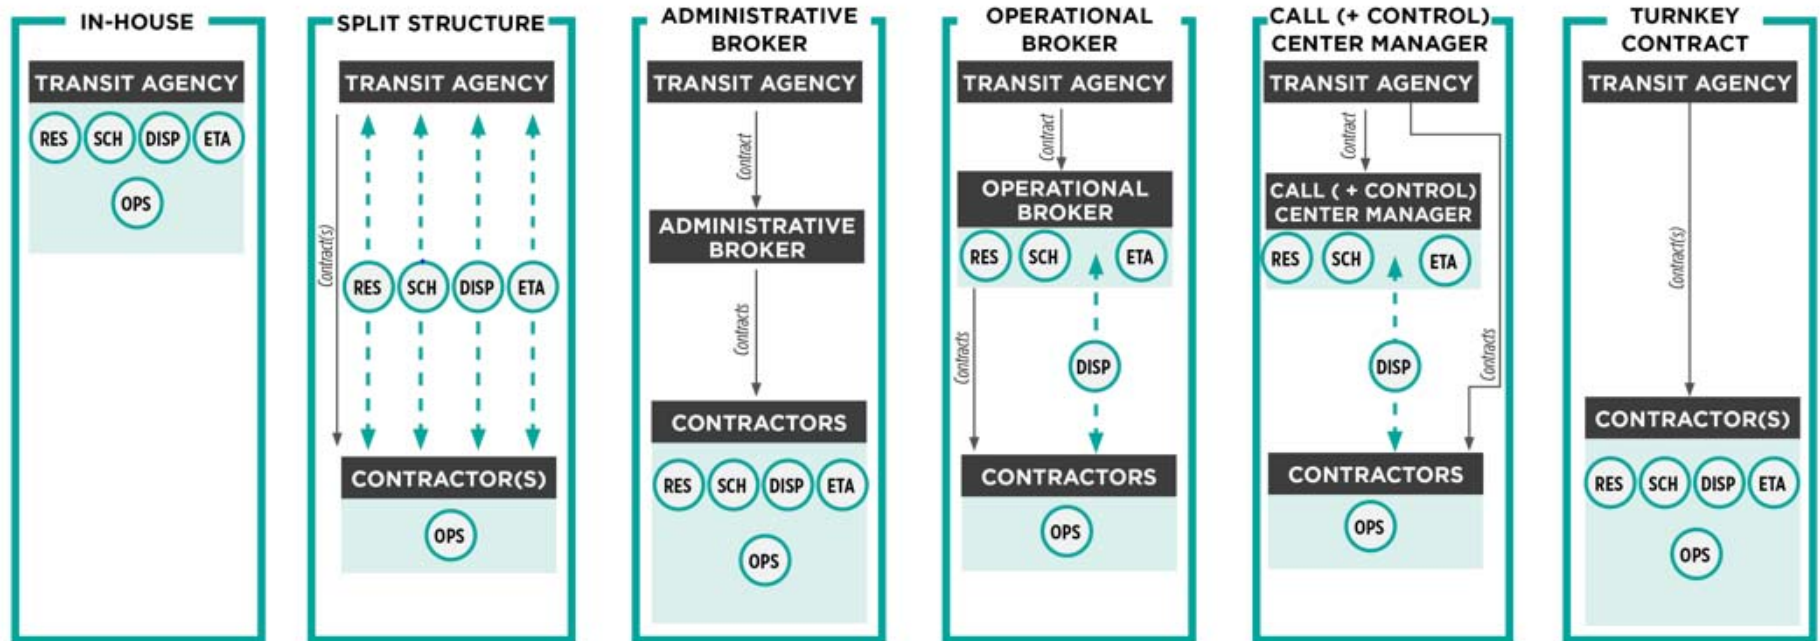 IN-HOUSE
TRANSIT AGENCY
RES SCH DISP ETA
OPS
SPLIT STRUCTURE
TRANSIT AGENCY
Contract(s)
RES SCH DISP ETA
CONTRACTOR(S)
OPS
ADMINISTRATIVE
BROKER
TRANSIT AGENCY
Contract
ADMINISTRATIVE
BROKER
Contracts
CONTRACTORS
RES SCH DISP ETA
OPS
OPERATIONAL
BROKER
TRANSIT AGENCY
Contract
OPERATIONAL
BROKER
RES SCH ETA
Contracts
DISP
CONTRACTORS
OPS
CALL (+ CONTROL)
CENTER MANAGER
TRANSIT AGENCY
Contract
CALL ( + CONTROL)
CENTER MANAGER
RES SCH ETA
Contracts
DISP
CONTRACTORS
OPS
TURNKEY
CONTRACT
TRANSIT AGENCY
Contract(s)
CONTRACTOR(S)
RES SCH DISP ETA
OPS